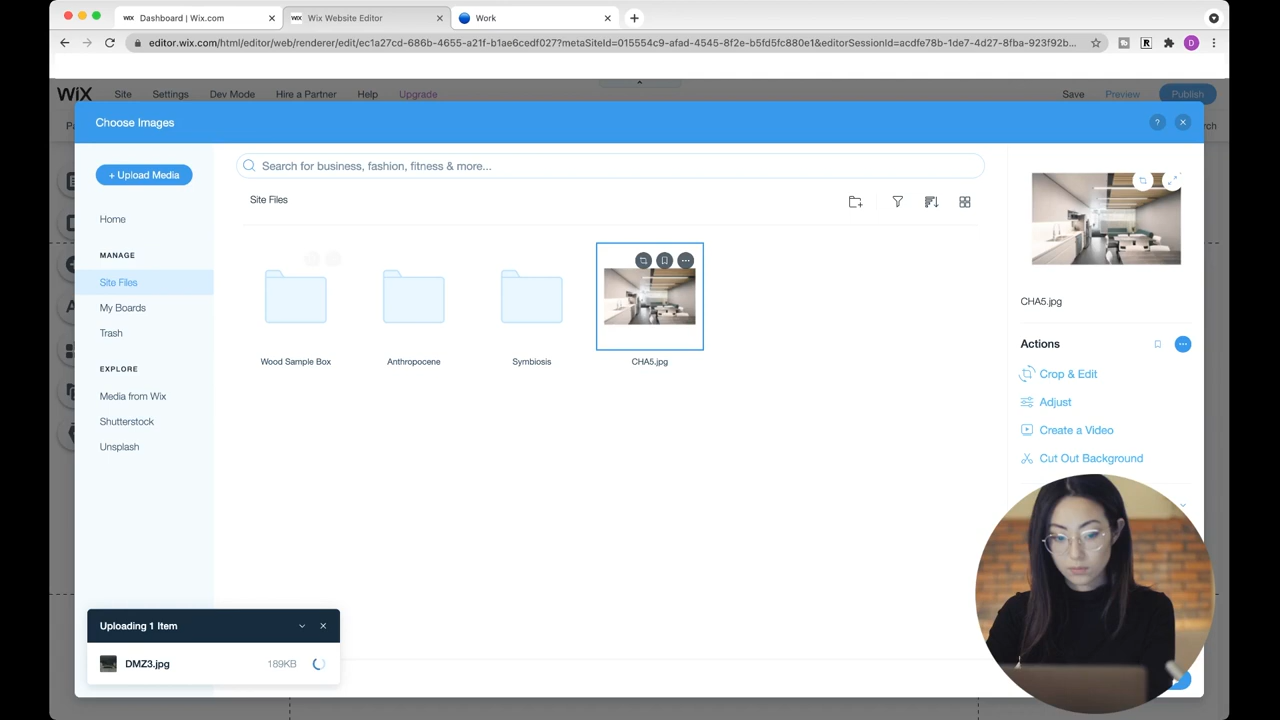 WIX Dashboard | Wix.com
WIX Wix Website Editor
Work
editor.wix.com/html/editor/web/renderer/edit/ec1a27cd-686b-4655-a21f-b1ae6cedf027?metaSiteId=015554c9-afad-4545-8f2e-b5fd5fc880e1&editorSessionId=acdfe78b-1de7-4d27-8fba-923f92b...
R
D
WIX Site Settings Dev Mode Hire a Partner Help Upgrade Save Preview Publish
Choose Images
?
+ Upload Media
Search for business, fashion, fitness & more...
Site Files
Home
MANAGE
Site Files
My Boards
Trash
EXPLORE
Media from Wix
Shutterstock
Unsplash
Wood Sample Box
Anthropocene
Symbiosis
CHA5.jpg
CHA5.jpg
Actions
Crop & Edit
Adjust
Create a Video
Cut Out Background
Uploading 1 Item
DMZ3.jpg 189KB